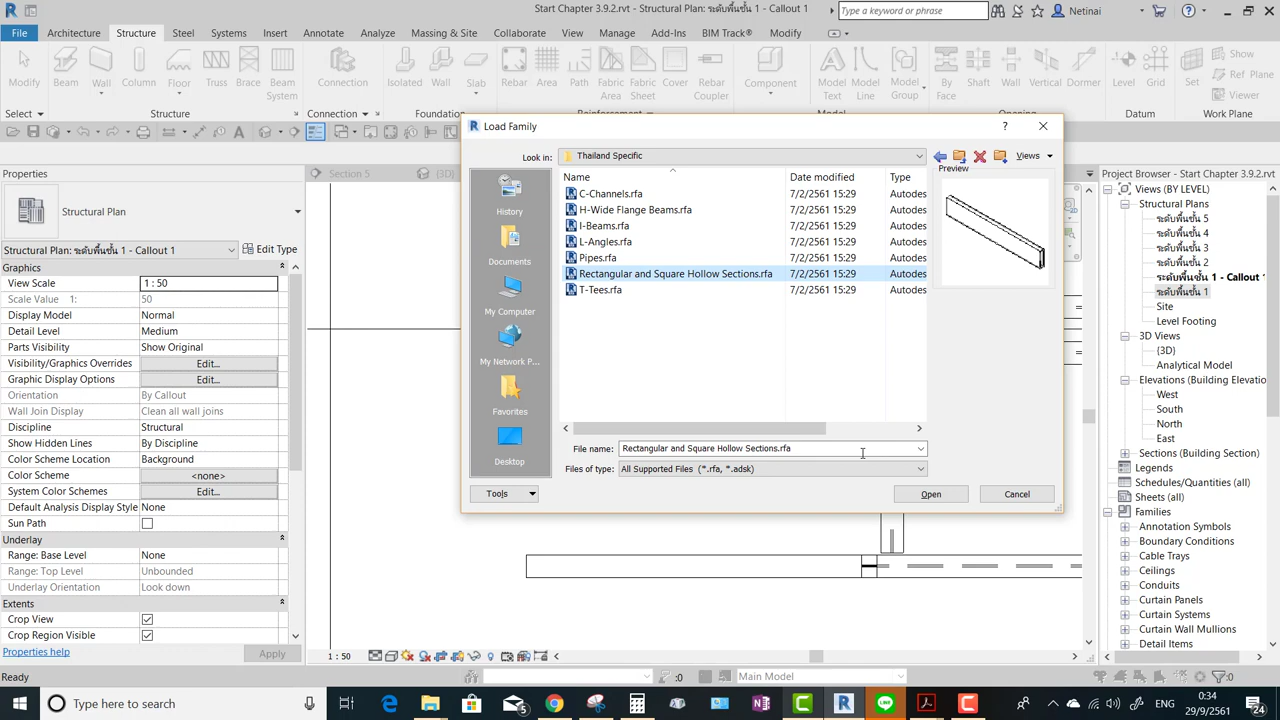 Start Chapter 3.9.2.rvt - Structural Plan: ระดับพื้นชั้น 1 - Callout 1
Type a keyword or phrase
Netinai
File
Architecture
Structure
Steel
Systems
Insert
Annotate
Analyze
Massing & Site
Collaborate
View
Manage
Add-Ins
BIM Track®
Modify
Modify
Beam
Wall
Column
Floor
Truss
Brace
Beam System
Connection
Isolated
Wall
Slab
Rebar
Area
Path
Fabric Area
Fabric Sheet
Cover
Rebar Coupler
Component
Model Text
Model Line
Model Group
By Face
Shaft
Wall
Vertical
Dormer
Level
Grid
Set
Show
Ref Plane
Viewer
Select
Structure
Connection
Foundation
Reinforcement
Model
Opening
Datum
Work Plane
Properties
Structural Plan
Structural Plan: ระดับพื้นชั้น 1 - Callout 1
Edit Type
Graphics
View Scale 1 : 50
Scale Value 1: 50
Display Model Normal
Detail Level Medium
Parts Visibility Show Original
Visibility/Graphics Overrides Edit...
Graphic Display Options Edit...
Orientation By Callout
Wall Join Display Clean all wall joins
Discipline Structural
Show Hidden Lines By Discipline
Color Scheme Location Background
Color Scheme <none>
System Color Schemes Edit...
Default Analysis Display Style None
Sun Path
Underlay
Range: Base Level None
Range: Top Level Unbounded
Underlay Orientation Look down
Extents
Crop View
Crop Region Visible
Properties help
Apply
Section 5
{3D}
Load Family
?
Look in: Thailand Specific
Views
History
Documents
My Computer
My Network P...
Favorites
Desktop
Name Date modified Type
C-Channels.rfa 7/2/2561 15:29 Autodes
H-Wide Flange Beams.rfa 7/2/2561 15:29 Autodes
I-Beams.rfa 7/2/2561 15:29 Autodes
L-Angles.rfa 7/2/2561 15:29 Autodes
Pipes.rfa 7/2/2561 15:29 Autodes
Rectangular and Square Hollow Sections.rfa 7/2/2561 15:29 Autodes
T-Tees.rfa 7/2/2561 15:29 Autodes
Preview
File name: Rectangular and Square Hollow Sections.rfa
Files of type: All Supported Files (*.rfa, *.adsk)
Tools
Open
Cancel
Project Browser - Start Chapter 3.9.2.rvt
Views (BY LEVEL)
Structural Plans
ระดับพื้นชั้น 5
ระดับพื้นชั้น 4
ระดับพื้นชั้น 3
ระดับพื้นชั้น 2
ระดับพื้นชั้น 1 - Callout
ระดับพื้นชั้น 1
Site
Level Footing
3D Views
{3D}
Analytical Model
Elevations (Building Elevatio
West
South
North
East
Sections (Building Section)
Legends
Schedules/Quantities (all)
Sheets (all)
Families
Annotation Symbols
Boundary Conditions
Cable Trays
Ceilings
Conduits
Curtain Panels
Curtain Systems
Curtain Wall Mullions
Detail Items
1 : 50
Ready
:0
Main Model
:0
Type here to search
5
ENG
0:34
29/9/2561